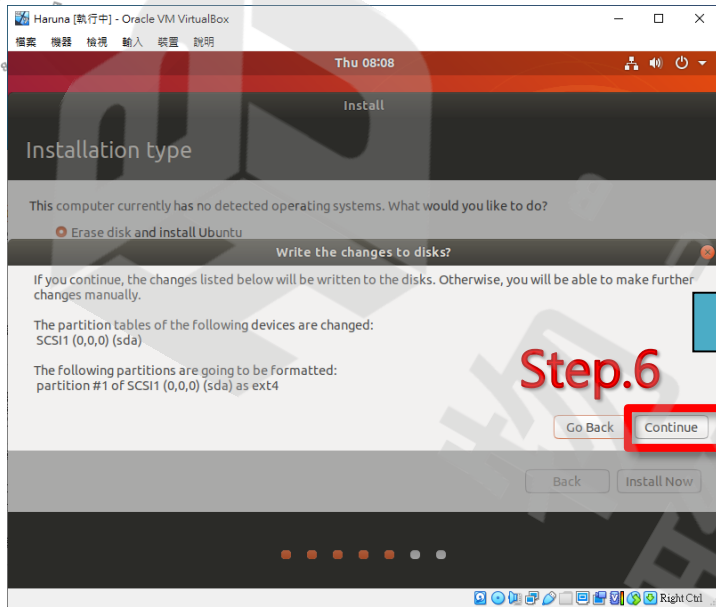 Haruna [執行中] - Oracle VM VirtualBox
檔案 機器 檢視 輸入 裝置 說明
Thu 08:08
Install
Installation type
This computer currently has no detected operating systems. What would you like to do?
Erase disk and install Ubuntu
Write the changes to disks?
If you continue, the changes listed below will be written to the disks. Otherwise, you will be able to make further
changes manually.
The partition tables of the following devices are changed:
SCSI1 (0,0,0) (sda)
The following partitions are going to be formatted:
partition #1 of SCSI1 (0,0,0) (sda) as ext4
Step.6
Go Back Continue
Back Install Now
Right Ctrl